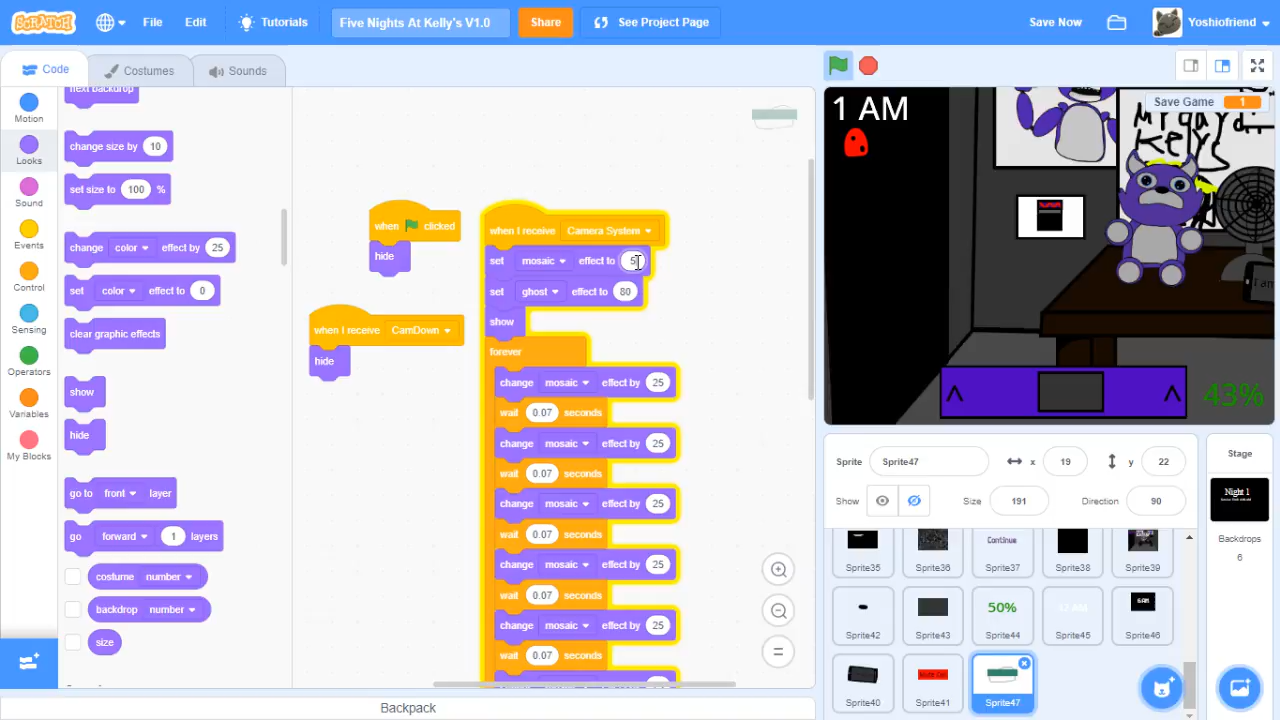 SCRATCH File Edit Tutorials Five Nights At Kelly's V1.0 Share See Project Page Save Now Yoshiofriend
Code Costumes Sounds
Motion
Looks
Sound
Events
Control
Sensing
Operators
Variables
My Blocks
next backdrop
change size by 10
set size to 100 %
change color effect by 25
set color effect to 0
clear graphic effects
show
hide
go to front layer
go forward 1 layers
costume number
backdrop number
size
when clicked
hide
when I receive CamDown
hide
when I receive Camera System
set mosaic effect to 5
set ghost effect to 80
show
forever
change mosaic effect by 25
wait 0.07 seconds
change mosaic effect by 25
wait 0.07 seconds
change mosaic effect by 25
wait 0.07 seconds
change mosaic effect by 25
wait 0.07 seconds
change mosaic effect by 25
wait 0.07 seconds
Backpack
1 AM
Save Game 1
43%
Sprite Sprite47 x 19 y 22
Show Size 191 Direction 90
Sprite35 Sprite36 Continue Sprite37 Sprite38 Sprite39
Sprite42 Sprite43 50% Sprite44 12 AM Sprite45 6 AM Sprite46
Sprite40 Mute Call Sprite41 Sprite47
Stage
Night 1
Backdrops
6